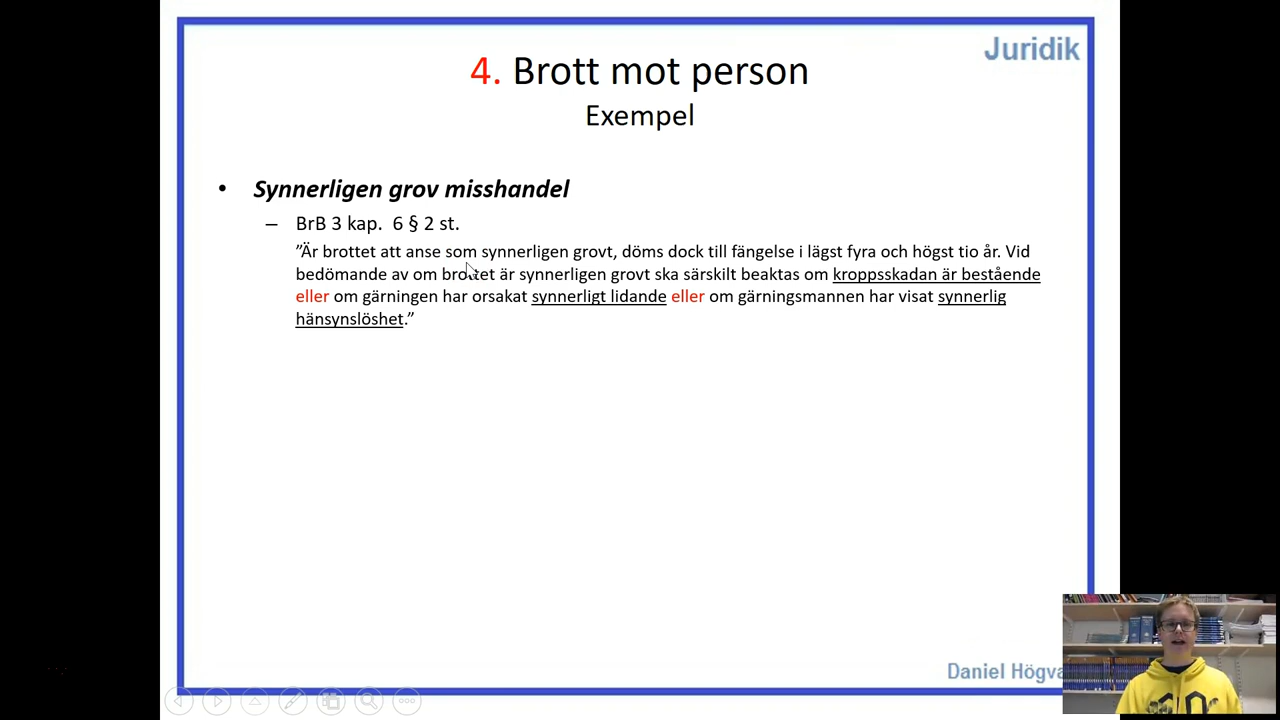 Juridik
4. Brott mot person
Exempel
• Synnerligen grov misshandel
– BrB 3 kap. 6 § 2 st.
”Är brottet att anse som synnerligen grovt, döms dock till fängelse i lägst fyra och högst tio år. Vid
bedömande av om brottet är synnerligen grovt ska särskilt beaktas om kroppsskadan är bestående
eller om gärningen har orsakat synnerligt lidande eller om gärningsmannen har visat synnerlig
hänsynslöshet.”
Daniel Högva